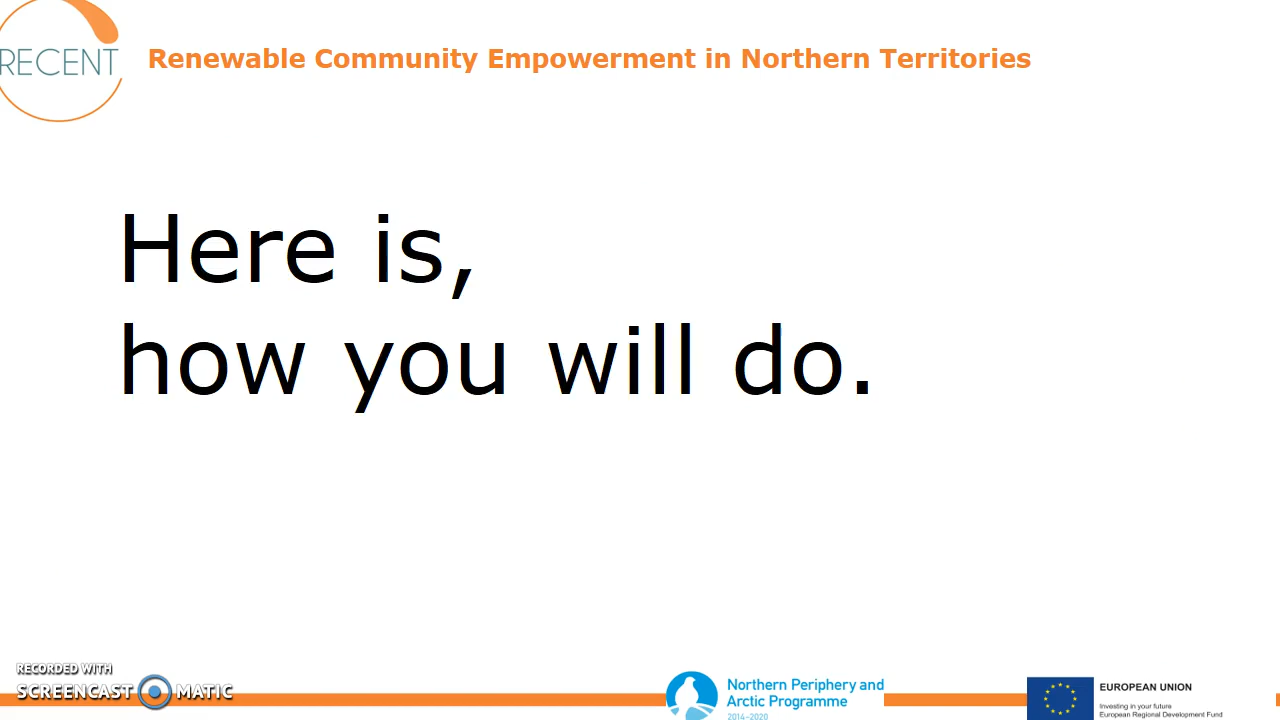 RECENT
Renewable Community Empowerment in Northern Territories
Here is,
how you will do.
RECORDED WITH
SCREENCAST MATIC
Northern Periphery and
Arctic Programme
2014–2020
EUROPEAN UNION
Investing in your future
European Regional Development Fund